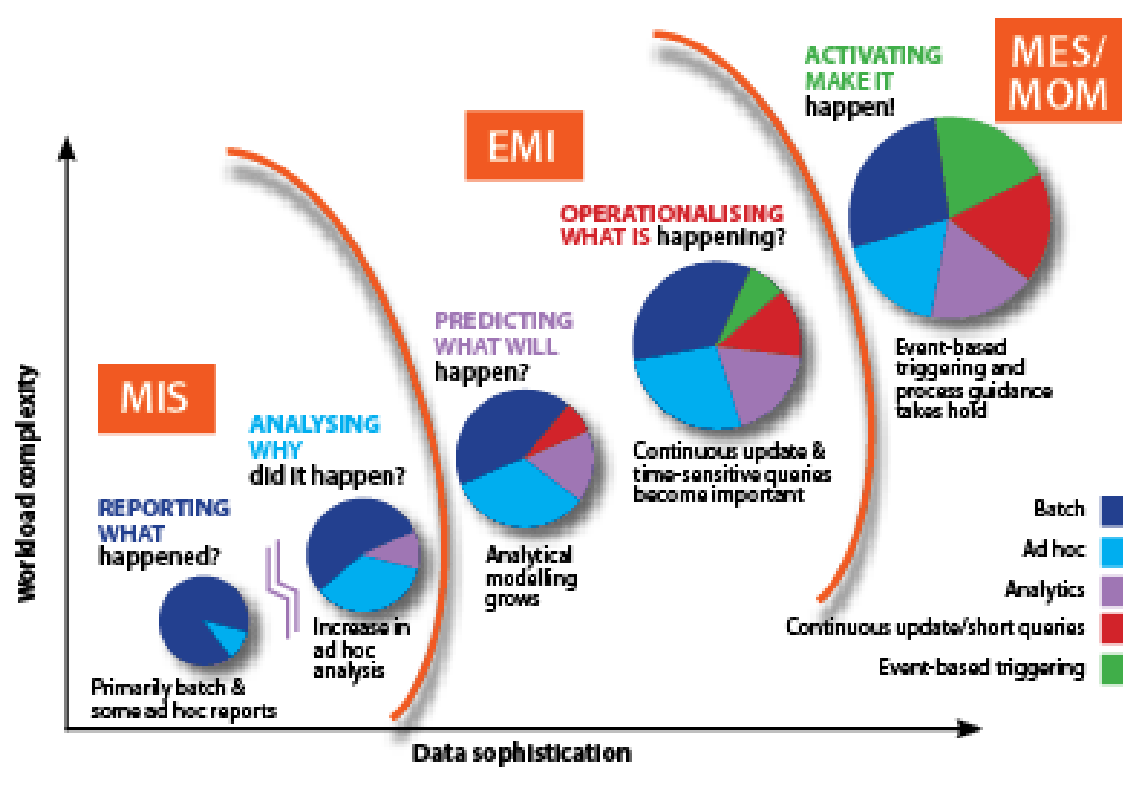 ACTIVATING
MAKE IT
happen!
MES/
MOM
EMI
OPERATIONALISING
WHAT IS happening?
PREDICTING
WHAT WILL
happen?
Event-based
triggering and
process guidance
takes hold
MIS
ANALYSING
WHY
did it happen?
Continuous update &
time-sensitive queries
become important
REPORTING
WHAT
happened?
Analytical
modelling
grows
Increase in
ad hoc
analysis
Primarily batch &
some ad hoc reports
Batch
Ad hoc
Analytics
Continuous update/short queries
Event-based triggering
Workload complexity
Data sophistication